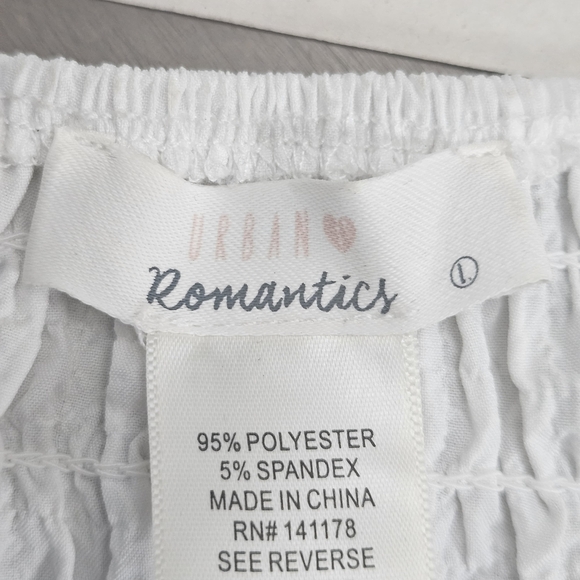 URBAN
Romantics
L
95% POLYESTER
5% SPANDEX
MADE IN CHINA
RN# 141178
SEE REVERSE